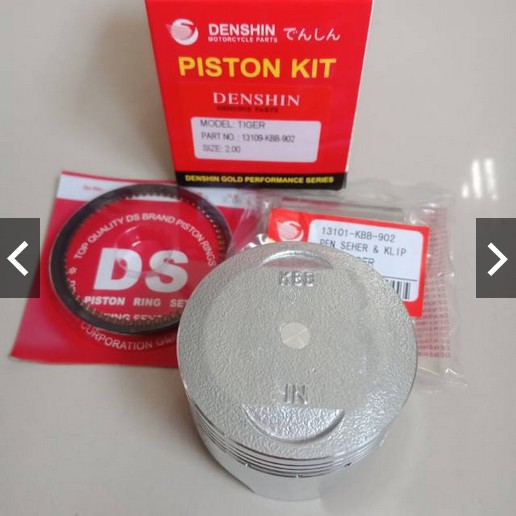 DENSHIN でんしん
MOTORCYCLE PARTS
PISTON KIT
DENSHIN
GENUINE PARTS
MODEL: TIGER
PART NO.: 13109-KBB-902
SIZE: 2.00
DENSHIN GOLD PERFORMANCE SERIES
TOP QUALITY DS BRAND PISTON RINGS
DS
PISTON RING SET
CORPORATION
13101-KBB-902
PEN SEHER & KLIP
KBB
IN